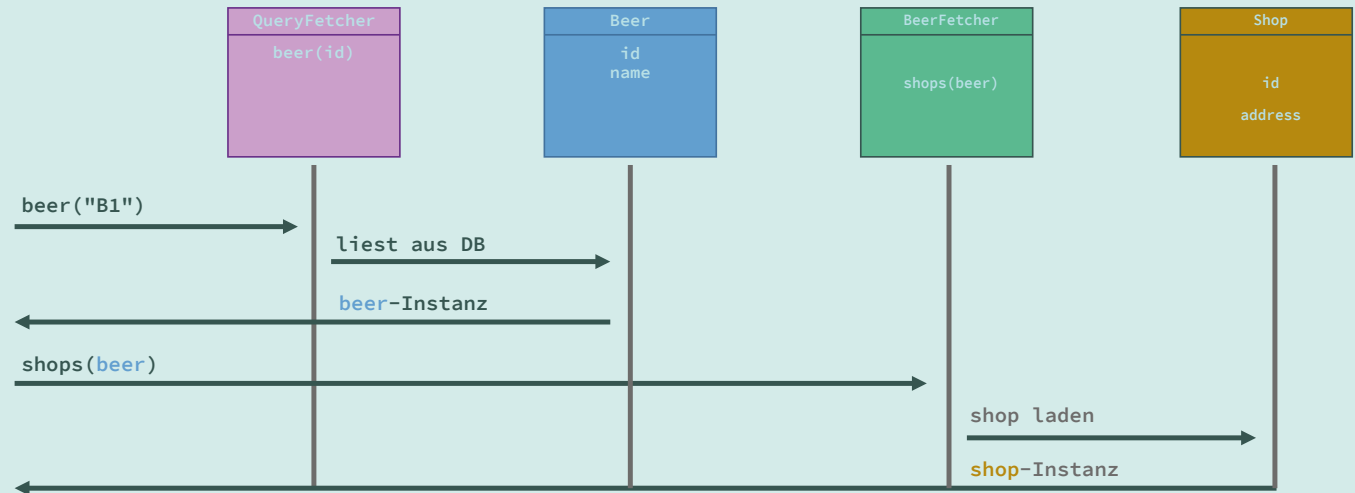 QueryFetcher
beer(id)
Beer
id
name
BeerFetcher
shops(beer)
Shop
id
address
beer("B1")
liest aus DB
beer-Instanz
shops(beer)
shop laden
shop-Instanz